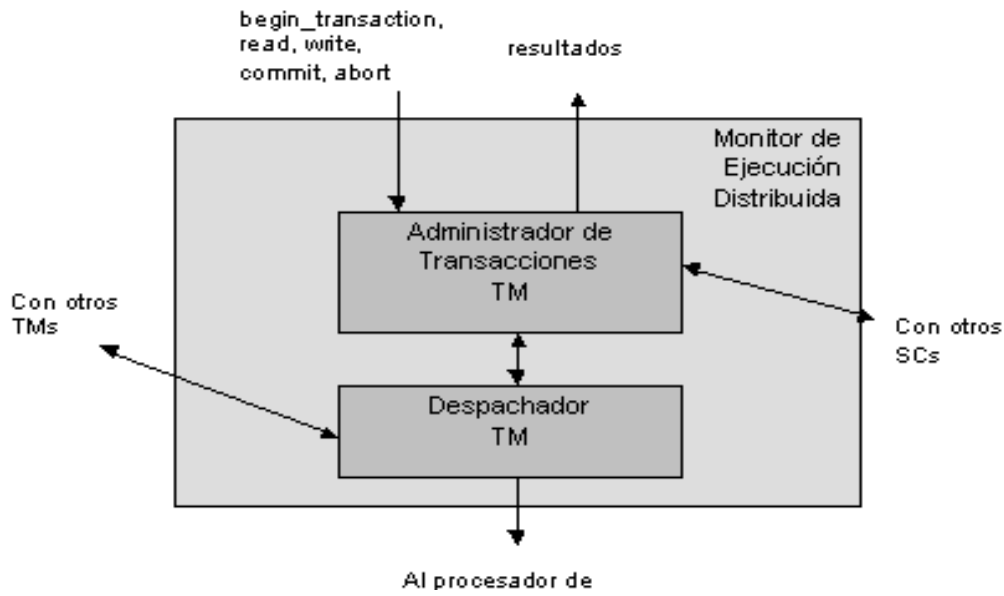 begin_transaction,
read, write,
commit, abort
resultados
Monitor de
Ejecución
Distribuida
Administrador de
Transacciones
TM
Con otros
TMs
Con otros
SCs
Despachador
TM
Al procesador de